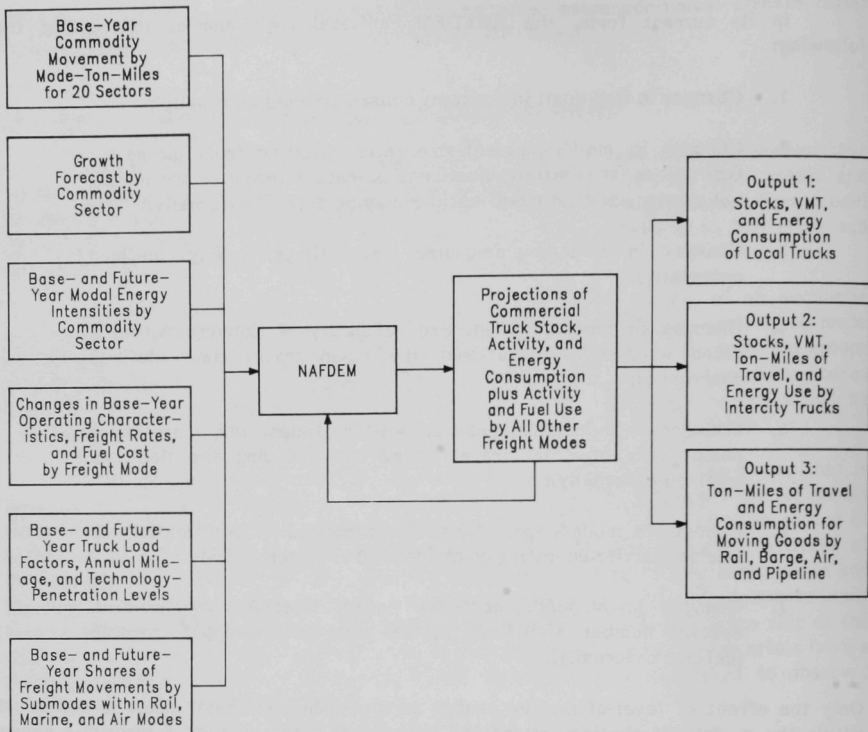 Base-Year
Commodity
Movement by
Mode-Ton-Miles
for 20 Sectors
Growth
Forecast by
Commodity
Sector
Base- and Future-
Year Modal Energy
Intensities by
Commodity
Sector
Changes in Base-Year
Operating Character-
istics, Freight Rates,
and Fuel Cost
by Freight Mode
Base- and Future-
Year Truck Load
Factors, Annual Mile-
age, and Technology-
Penetration Levels
Base- and Future-
Year Shares of
Freight Movements by
Submodes within Rail,
Marine, and Air Modes
NAFDEM
Projections of
Commercial
Truck Stock,
Activity, and
Energy
Consumption
plus Activity
and Fuel Use
by All Other
Freight Modes
Output 1:
Stocks, VMT,
and Energy
Consumption
of Local Trucks
Output 2:
Stocks, VMT,
Ton-Miles of
Travel, and
Energy Use by
Intercity Trucks
Output 3:
Ton-Miles of Travel
and Energy
Consumption for
Moving Goods by
Rail, Barge, Air,
and Pipeline